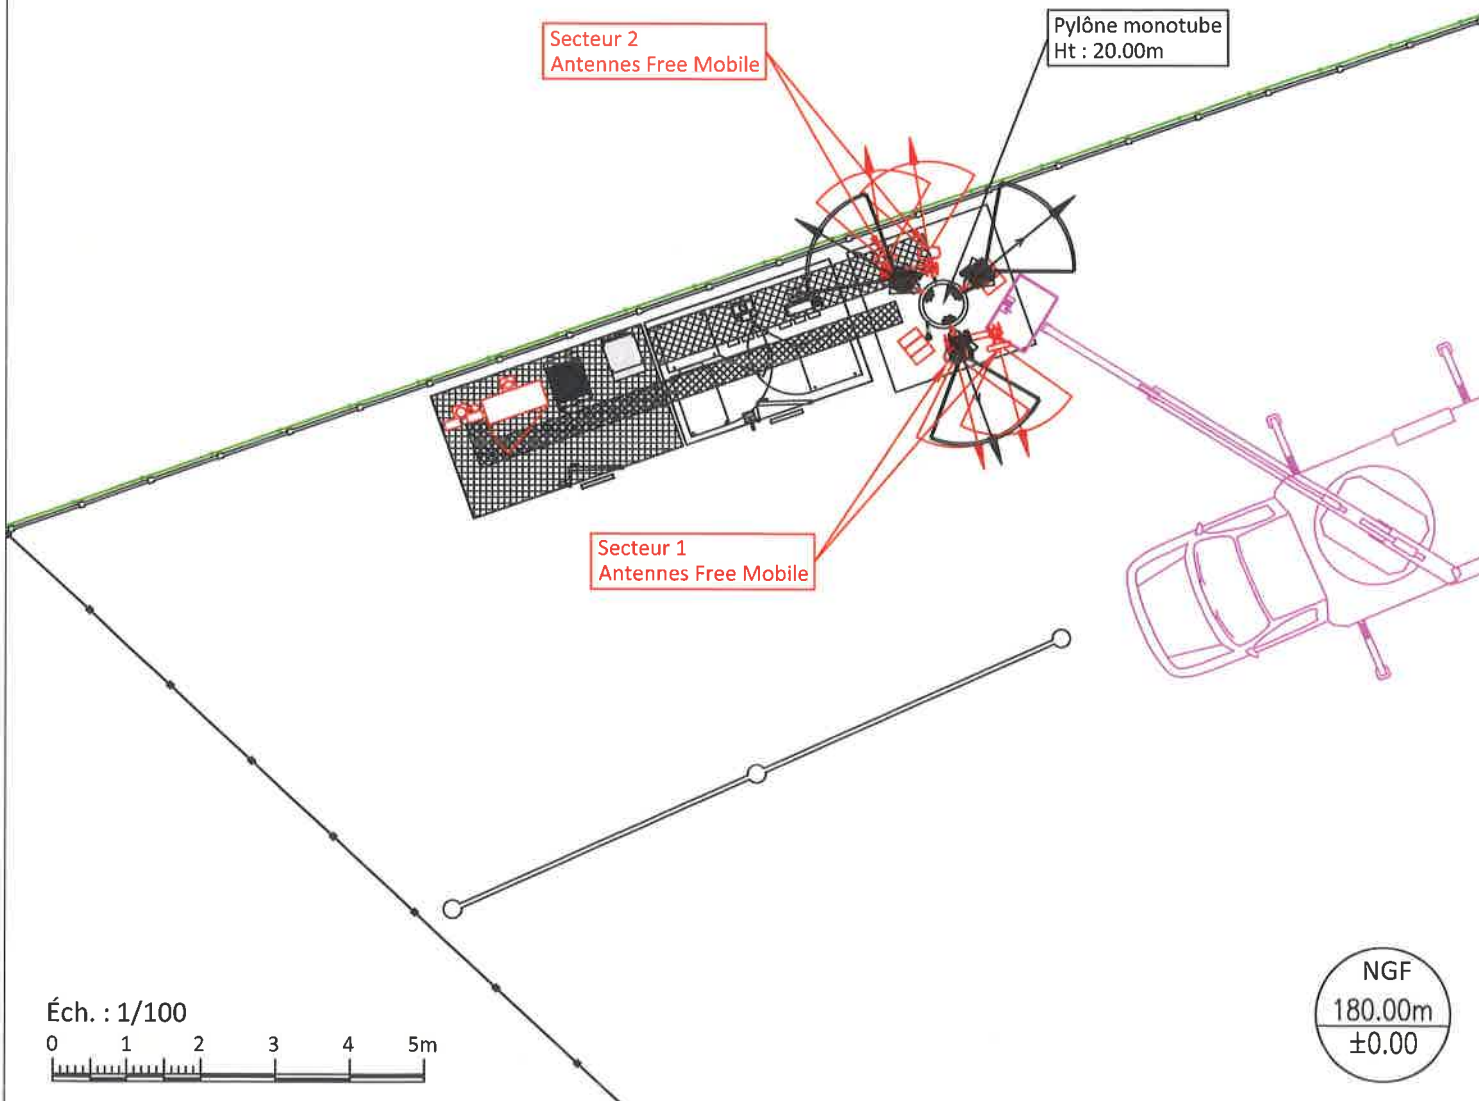 Secteur 2
Antennes Free Mobile
Pylône monotube
Ht : 20.00m
Secteur 1
Antennes Free Mobile
Éch. : 1/100
0 1 2 3 4 5m
NGF
180.00m
±0.00